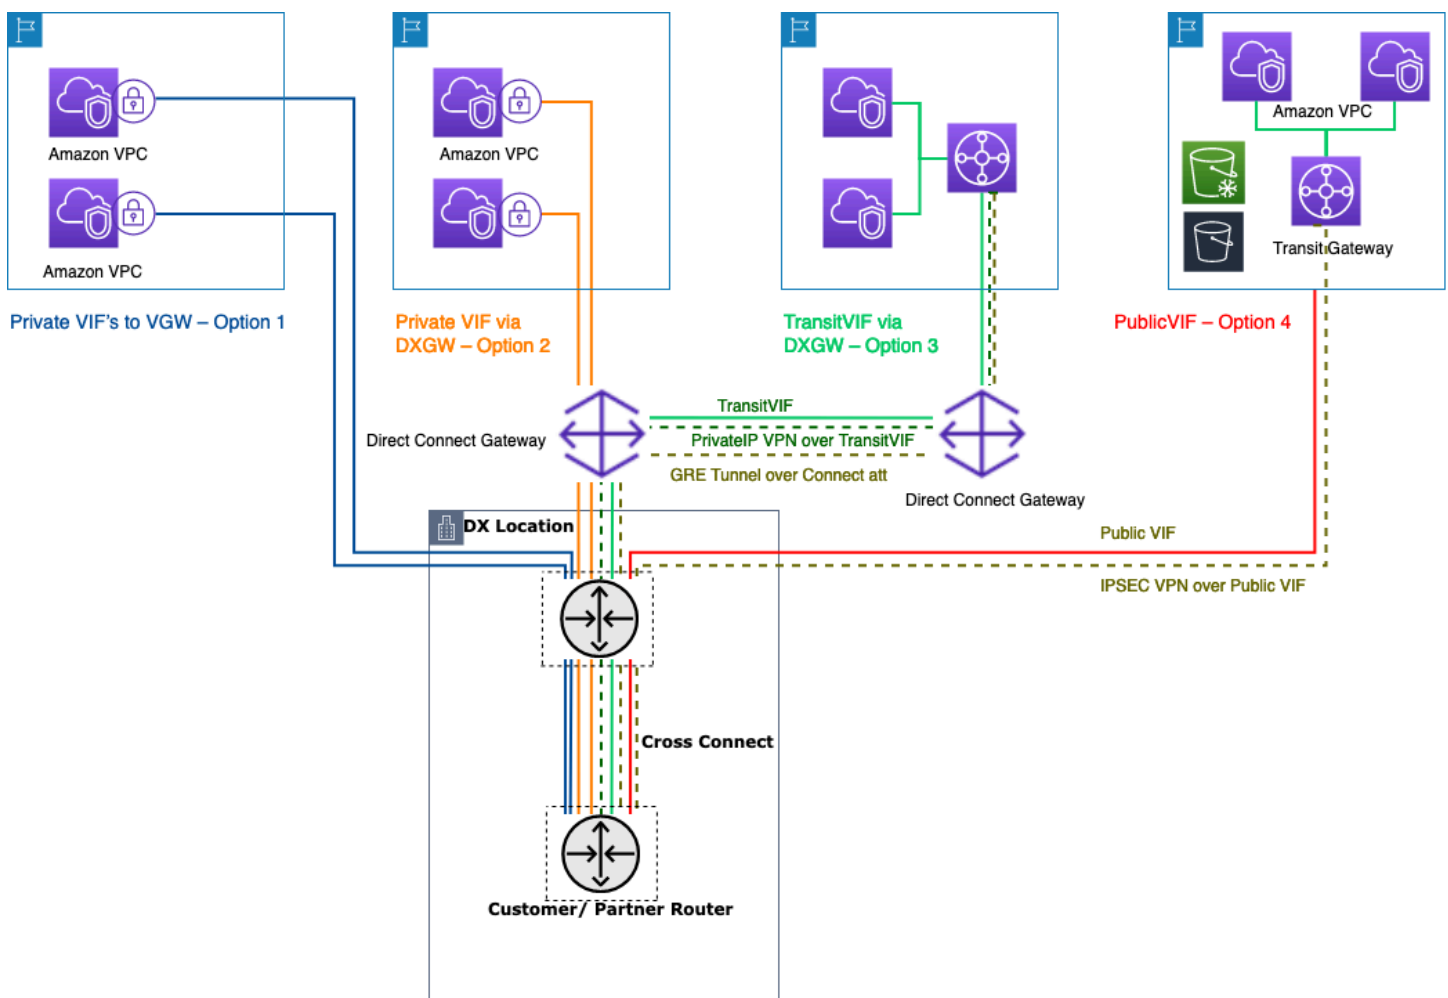 Amazon VPC
Amazon VPC
Amazon VPC
Amazon VPC
Transit Gateway
Private VIF's to VGW – Option 1
Private VIF via
DXGW – Option 2
TransitVIF via
DXGW – Option 3
PublicVIF – Option 4
TransitVIF
Direct Connect Gateway
PrivateIP VPN over TransitVIF
GRE Tunnel over Connect att
Direct Connect Gateway
DX Location
Public VIF
IPSEC VPN over Public VIF
Cross Connect
Customer/ Partner Router